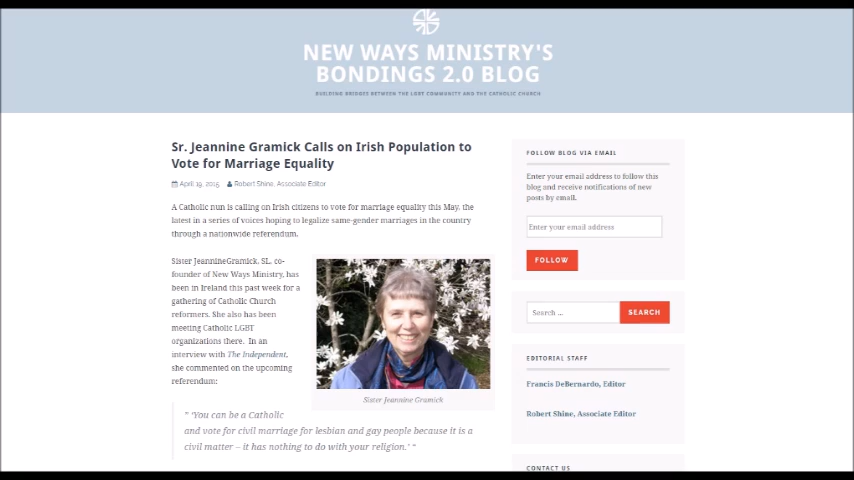 NEW WAYS MINISTRY'S
BONDINGS 2.0 BLOG
BUILDING BRIDGES BETWEEN THE LGBT COMMUNITY AND THE CATHOLIC CHURCH
Sr. Jeannine Gramick Calls on Irish Population to
Vote for Marriage Equality
April 19, 2015 Robert Shine, Associate Editor
A Catholic nun is calling on Irish citizens to vote for marriage equality this May, the
latest in a series of voices hoping to legalize same-gender marriages in the country
through a nationwide referendum.
Sister JeannineGramick, SL, co-
founder of New Ways Ministry, has
been in Ireland this past week for a
gathering of Catholic Church
reformers. She also has been
meeting Catholic LGBT
organizations there. In an
interview with The Independent,
she commented on the upcoming
referendum:
Sister Jeannine Gramick
" 'You can be a Catholic
and vote for civil marriage for lesbian and gay people because it is a
civil matter – it has nothing to do with your religion.' "
FOLLOW BLOG VIA EMAIL
Enter your email address to follow this
blog and receive notifications of new
posts by email.
Enter your email address
FOLLOW
Search ...
SEARCH
EDITORIAL STAFF
Francis DeBernardo, Editor
Robert Shine, Associate Editor
CONTACT US